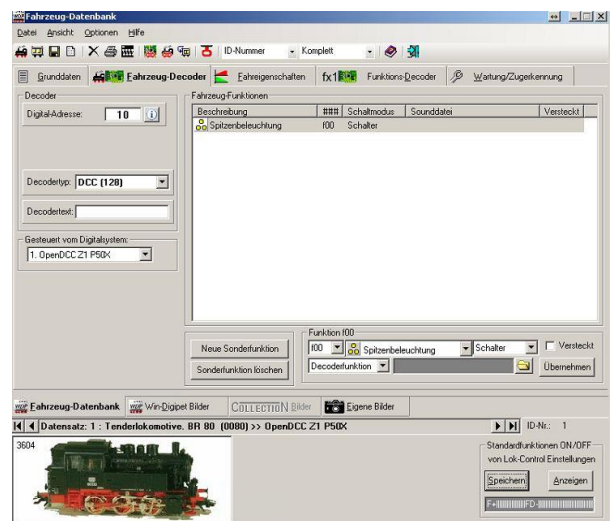 Fahrzeug-Datenbank
Datei Ansicht Optionen Hilfe
ID-Nummer Komplett
Grunddaten Fahrzeug-Decoder Fahreigenschaften fx1 Funktions-Decoder Wartung/Zugerkennung
Decoder
Digital-Adresse: 10
Decodertyp: DCC (128)
Decodertext:
Gesteuert vom Digitalsystem:
1. OpenDCC Z1 P50X
Fahrzeug-Funktionen
Beschreibung ### Schaltmodus Sounddatei Versteckt
Spitzenbeleuchtung f00 Schalter
Neue Sonderfunktion
Sonderfunktion löschen
Funktion f00
f00 Spitzenbeleuchtung Schalter Versteckt
Decoderfunktion Übernehmen
Fahrzeug-Datenbank Win-Digipet Bilder COLLECTION Bilder Eigene Bilder
Datensatz: 1 : Tenderlokomotive. BR 80 (0080) >> OpenDCC Z1 P50X ID-Nr.: 1
3604
Standardfunktionen ON/OFF
von Lok-Control Einstellungen
Speichern Anzeigen